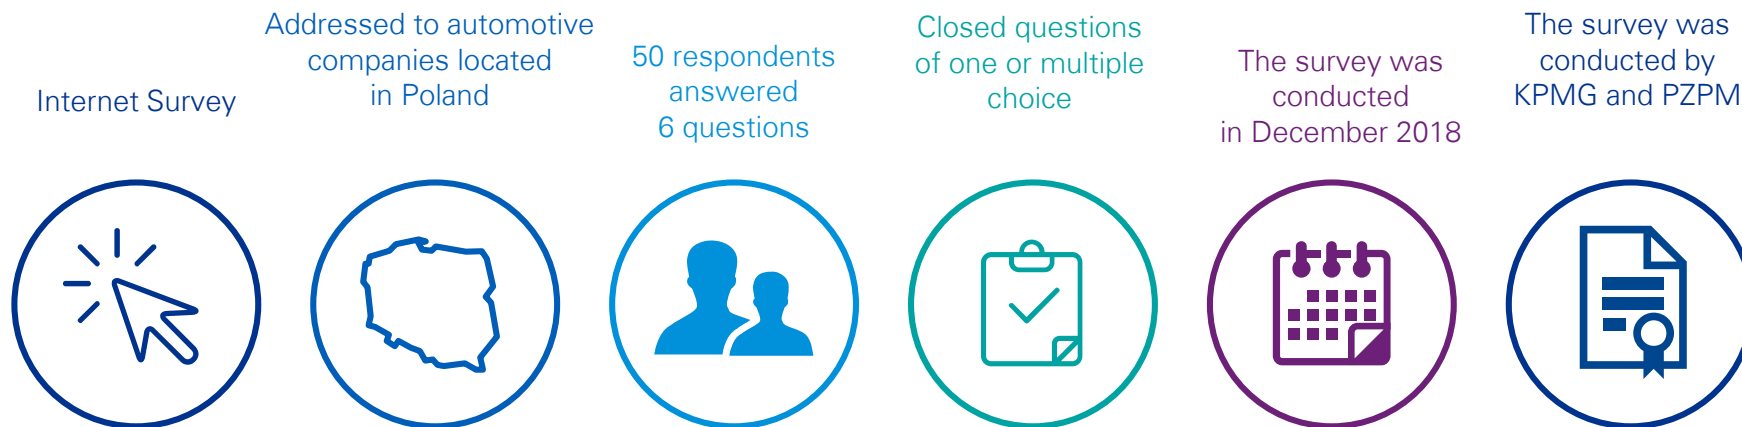 Internet Survey
Addressed to automotive
companies located
in Poland
50 respondents
answered
6 questions
Closed questions
of one or multiple
choice
The survey was
conducted
in December 2018
The survey was
conducted by
KPMG and PZPM